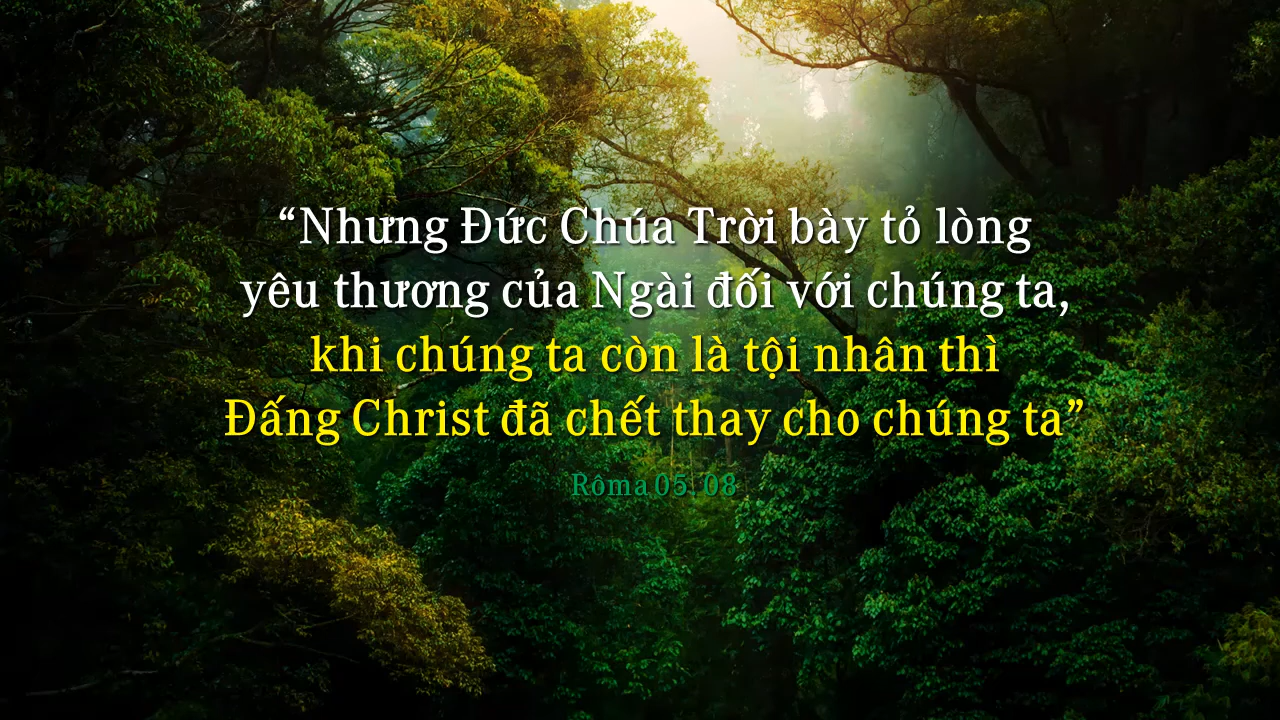 “Nhưng Đức Chúa Trời bày tỏ lòng
yêu thương của Ngài đối với chúng ta,
khi chúng ta còn là tội nhân thì
Đấng Christ đã chết thay cho chúng ta”
Rôma 05. 08